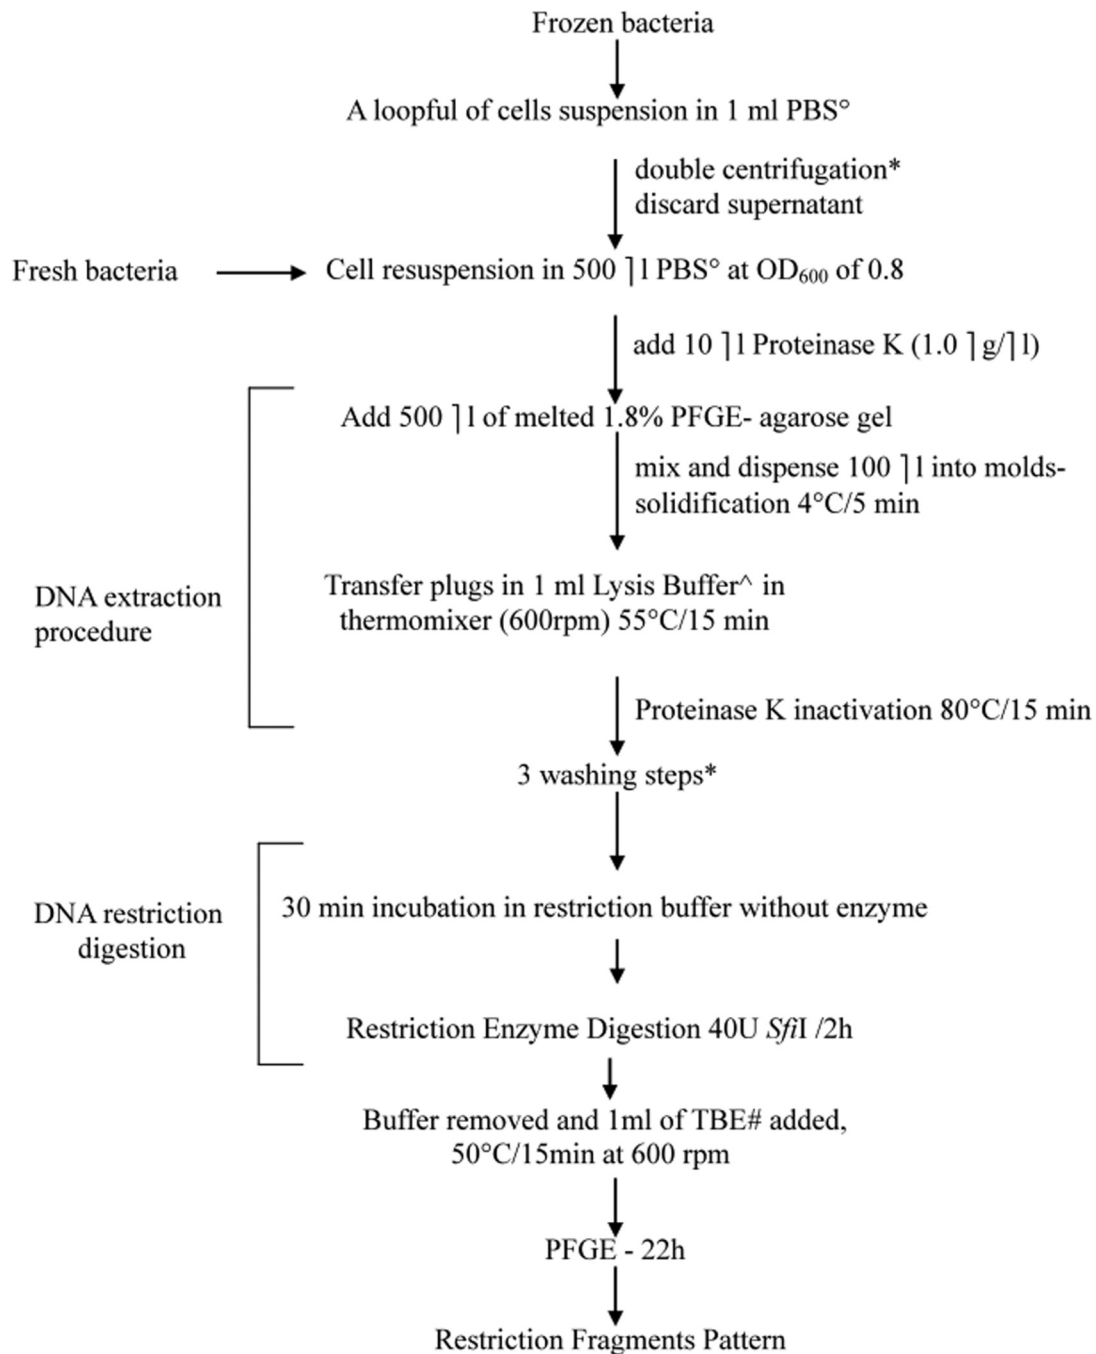 Frozen bacteria
A loopful of cells suspension in 1 ml PBS°
double centrifugation*
discard supernatant
Fresh bacteria
Cell resuspension in 500 ⌉l PBS° at OD₆₀₀ of 0.8
add 10 ⌉l Proteinase K (1.0 ⌉g/⌉l)
Add 500 ⌉l of melted 1.8% PFGE- agarose gel
mix and dispense 100 ⌉l into molds-
solidification 4°C/5 min
DNA extraction
procedure
Transfer plugs in 1 ml Lysis Buffer^ in
thermomixer (600rpm) 55°C/15 min
Proteinase K inactivation 80°C/15 min
3 washing steps*
DNA restriction
digestion
30 min incubation in restriction buffer without enzyme
Restriction Enzyme Digestion 40U SfiI /2h
Buffer removed and 1ml of TBE# added,
50°C/15min at 600 rpm
PFGE - 22h
Restriction Fragments Pattern